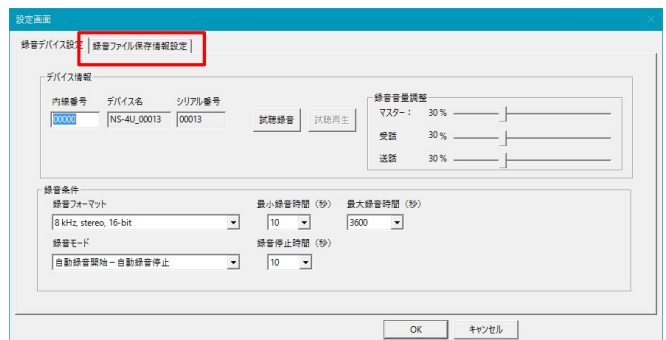 設定画面
録音デバイス設定 録音ファイル保存情報設定
デバイス情報
内線番号 デバイス名 シリアル番号
00000 NS-4U_00013 00013 試聴録音 試聴再生
録音音量調整
マスター： 30 %
受話 30 %
送話 30 %
録音条件
録音フォーマット 最小録音時間（秒） 最大録音時間（秒）
8 kHz, stereo, 16-bit 10 3600
録音モード 録音停止時間（秒）
自動録音開始－自動録音停止 10
OK キャンセル